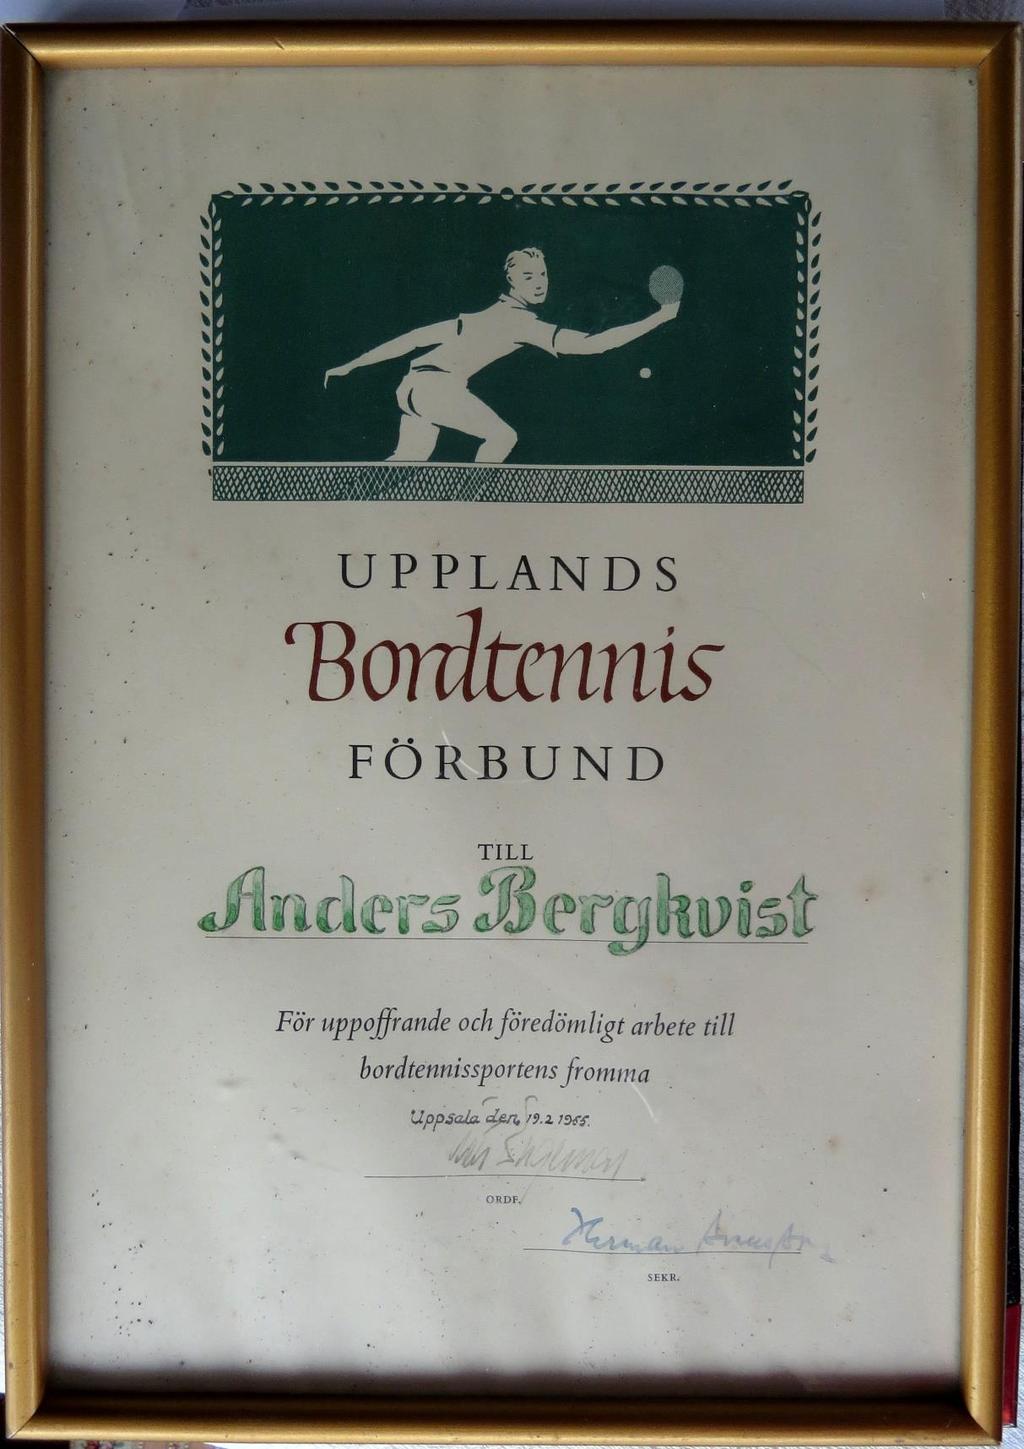 UPPLANDS
Bordtennis
FÖRBUND
TILL
Anders Bergkvist
För uppoffrande och föredömligt arbete till
bordtennissportens fromma
Uppsala den 19.2 1955.
ORDF.
Herman
SEKR.